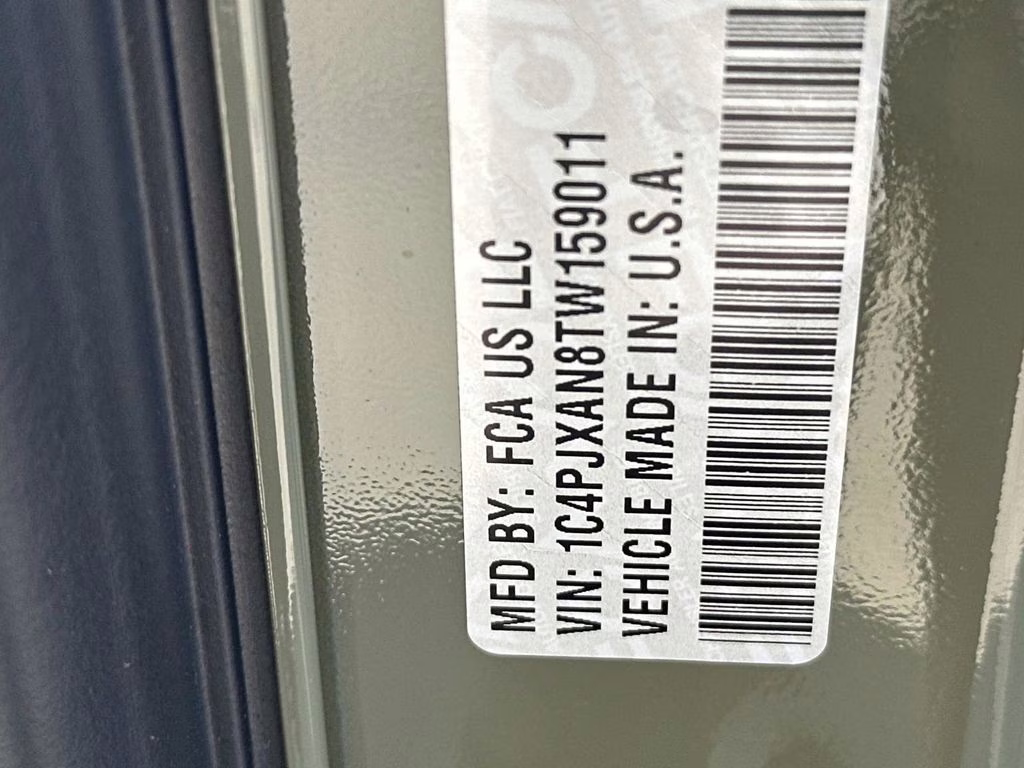 MFD BY: FCA US LLC
VIN: 1C4PJXAN8TW159011
VEHICLE MADE IN: U.S.A.